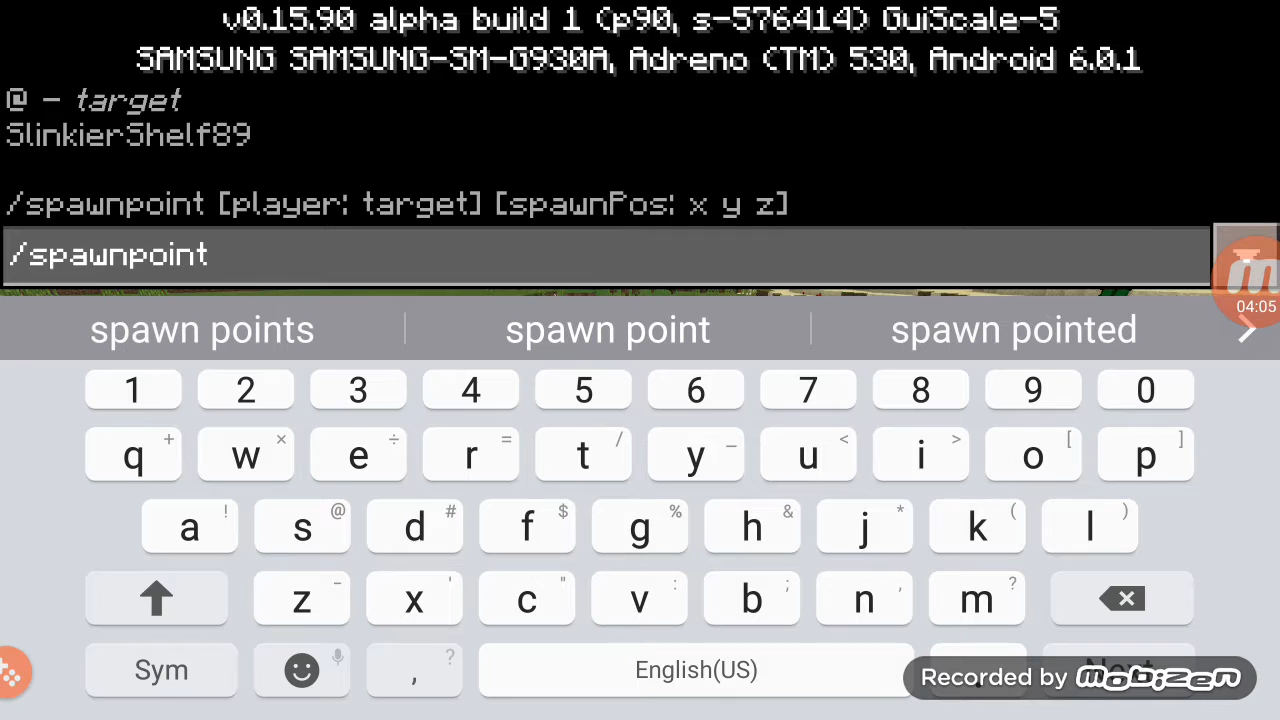 v0.15.90 alpha build 1 (p90, s-576414) GuiScale-5
SAMSUNG SAMSUNG-SM-G930A, Adreno (TM) 530, Android 6.0.1
@ - target
SlinkierShelf89
/spawnpoint [player: target] [spawnPos: x y z]
/spawnpoint
04:05
spawn points spawn point spawn pointed
1 2 3 4 5 6 7 8 9 0
q + w × e ÷ r = t / y _ u < i > o [ p ]
a ! s @ d # f $ g % h & j * k ( l )
z - x ' c " v : b ; n , m ?
Sym , ? English(US) Next
Recorded by mobizen